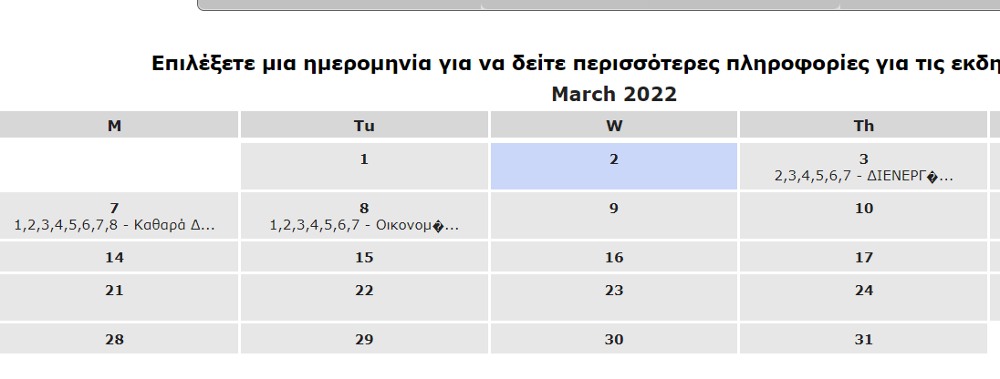 Επιλέξετε μια ημερομηνία για να δείτε περισσότερες πληροφορίες για τις εκδη
March 2022
M Tu W Th
1 2 3
2,3,4,5,6,7 - ΔΙΕΝΕΡΓ�...
7 8 9 10
1,2,3,4,5,6,7,8 - Καθαρά Δ... 1,2,3,4,5,6,7 - Οικονομ�...
14 15 16 17
21 22 23 24
28 29 30 31